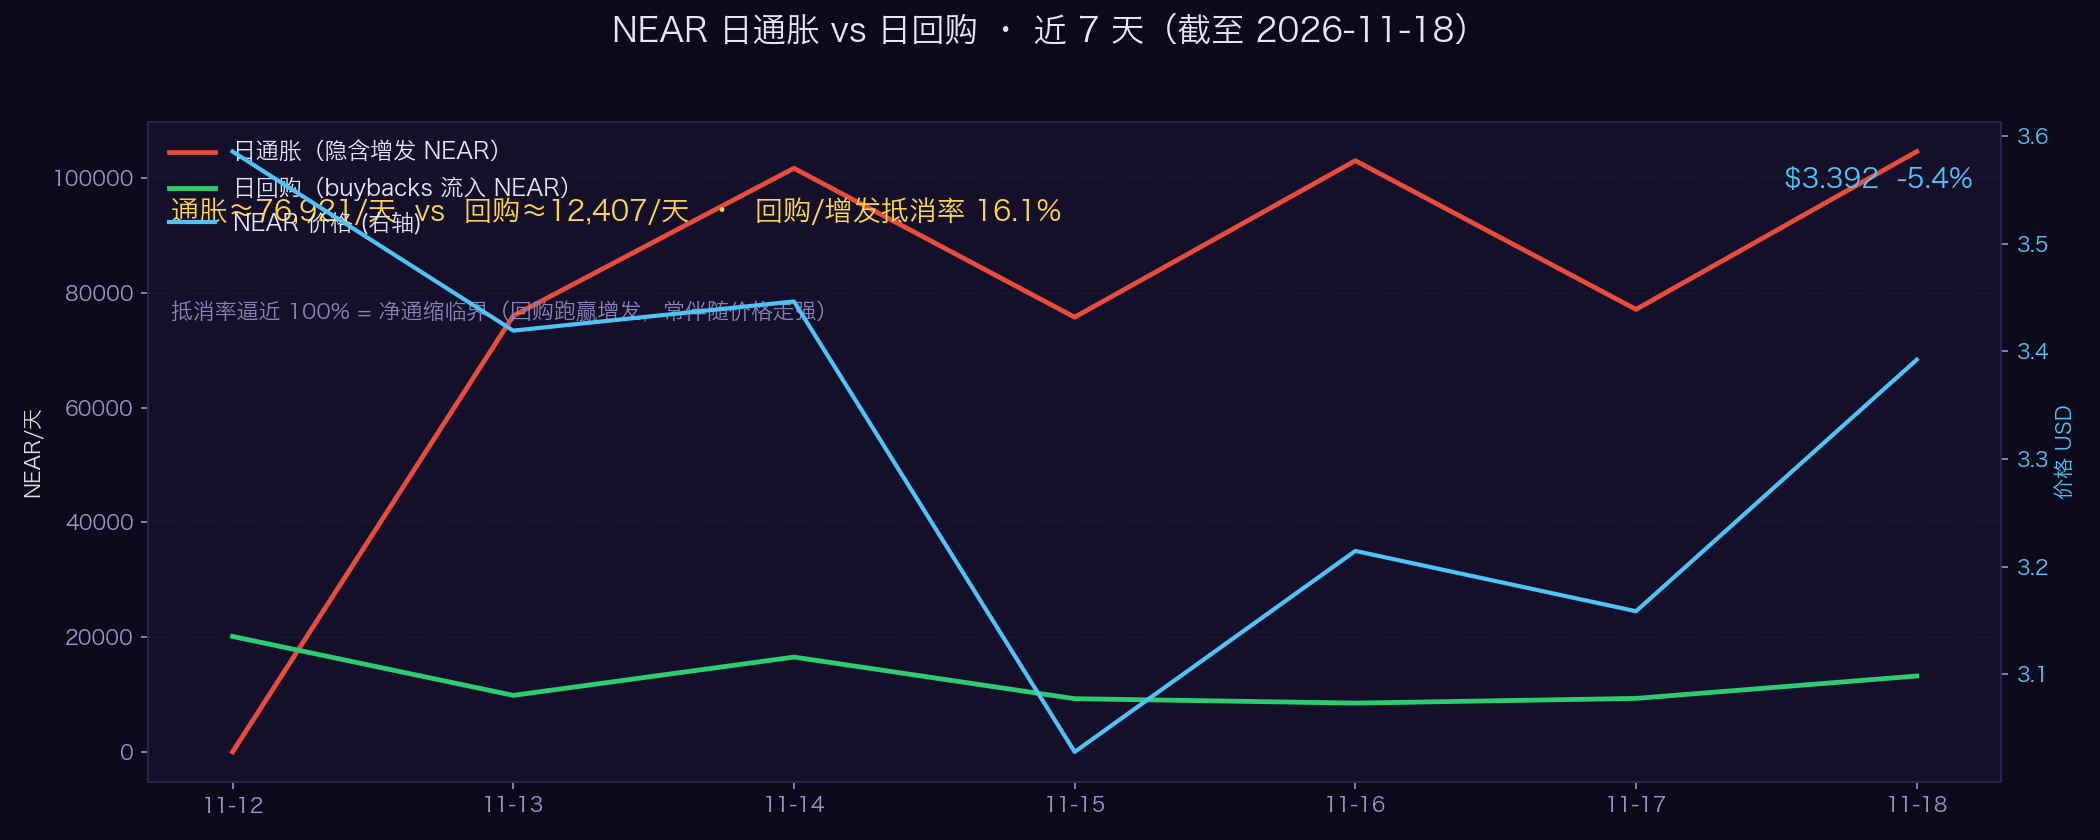 NEAR 日通胀 vs 日回购 · 近 7 天（截至 2026-11-18）
日通胀（隐含增发 NEAR）
日回购（buybacks 流入 NEAR）
通胀≈76,921/天 vs 回购≈12,407/天 · 回购/增发抵消率 16.1%
NEAR 价格 (右轴)
$3.392 -5.4%
抵消率逼近 100% = 净通缩临界（回购跑赢增发，常伴随价格走强）
NEAR/天
100000
80000
60000
40000
20000
0
价格 USD
3.6
3.5
3.4
3.3
3.2
3.1
11-12
11-13
11-14
11-15
11-16
11-17
11-18